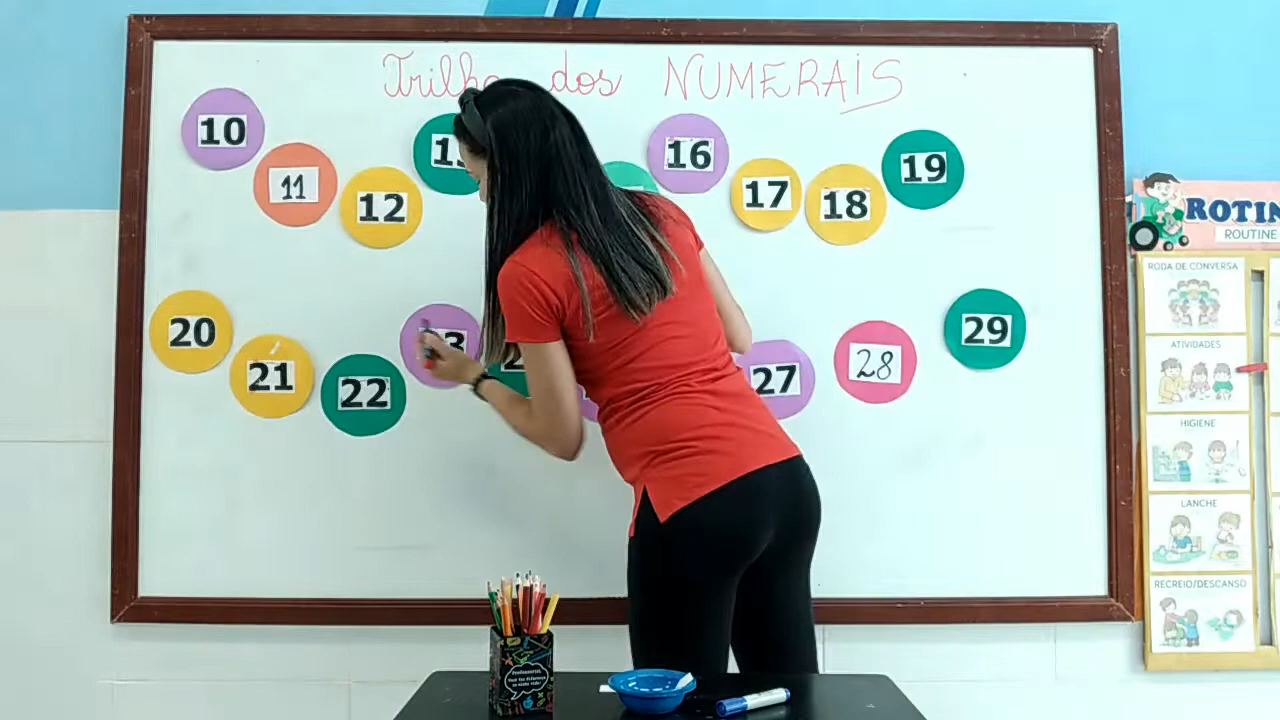 Trilha dos NUMERAIS
10
11
12
16
17
18
19
20
21
22
27
28
29
ROTIN
ROUTINE
RODA DE CONVERSA
ATIVIDADES
HIGIENE
LANCHE
RECREIO/DESCANSO